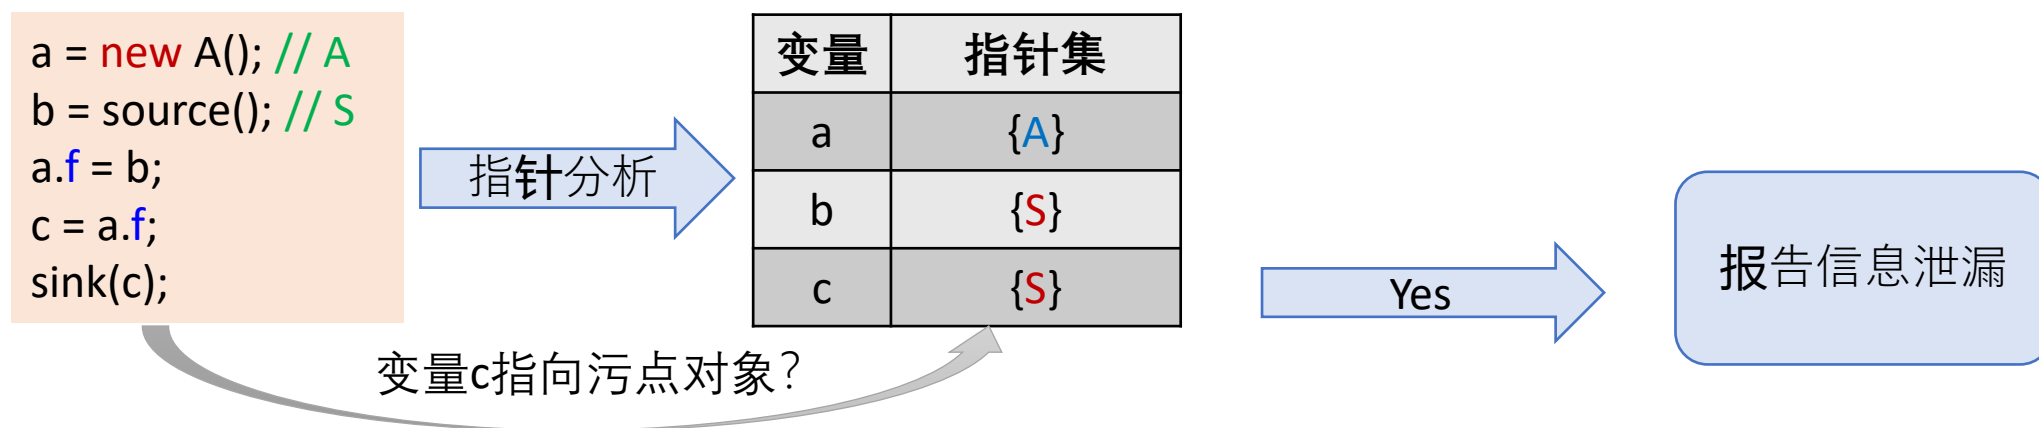 a = new A(); // A
b = source(); // S
a.f = b;
c = a.f;
sink(c);
指针分析
变量 指针集
a {A}
b {S}
c {S}
变量c指向污点对象?
Yes
报告信息泄漏